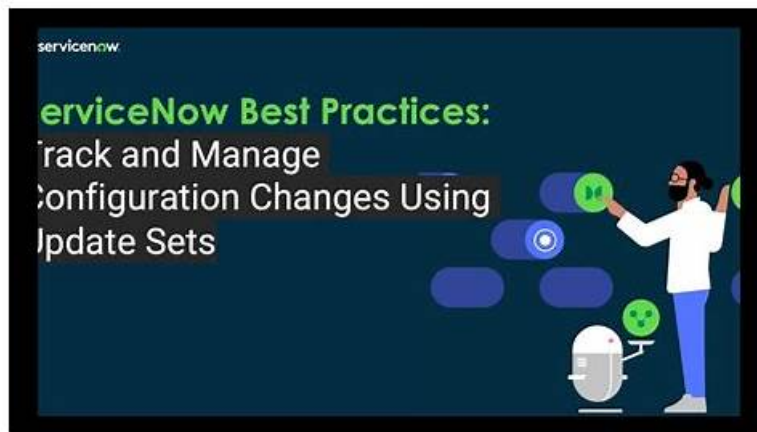 servicenow
erviceNow Best Practices:
rack and Manage
onfiguration Changes Using
pdate Sets